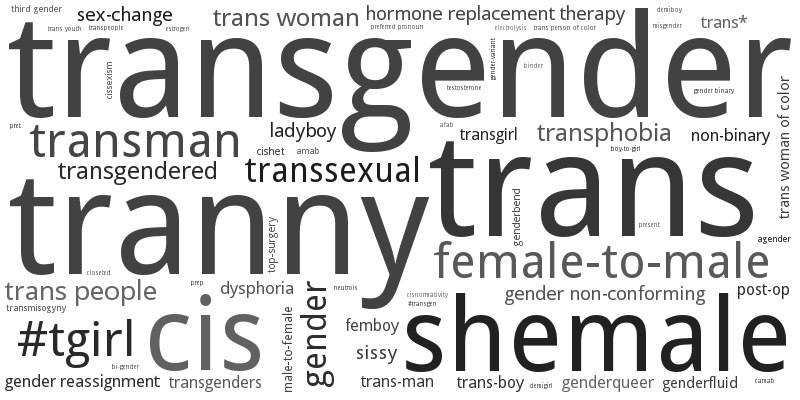 third gender
sex-change
trans woman
hormone replacement therapy
demiboy
trans*
misgender
trans youth
transpeople
estrogen
preferred pronoun
electrolysis
trans person of color
transgender
cissexism
gender-variant
binder
testosterone
gender binary
trans woman of color
pret
transman
ladyboy
afab
transgirl
transphobia
non-binary
cishet
amab
boy-to-girl
transgendered
transsexual
trans
tranny
genderbend
present
top-surgery
agender
female-to-male
closeted
trans people
prep
dysphoria
neutrois
gender
cisnormativity
#transgen
gender non-conforming
post-op
transmisogyny
#tgirl
cis
male-to-female
femboy
shemale
sissy
bi-gender
gender reassignment
transgenders
trans-man
trans-boy
demigirl
genderqueer
genderfluid
camab